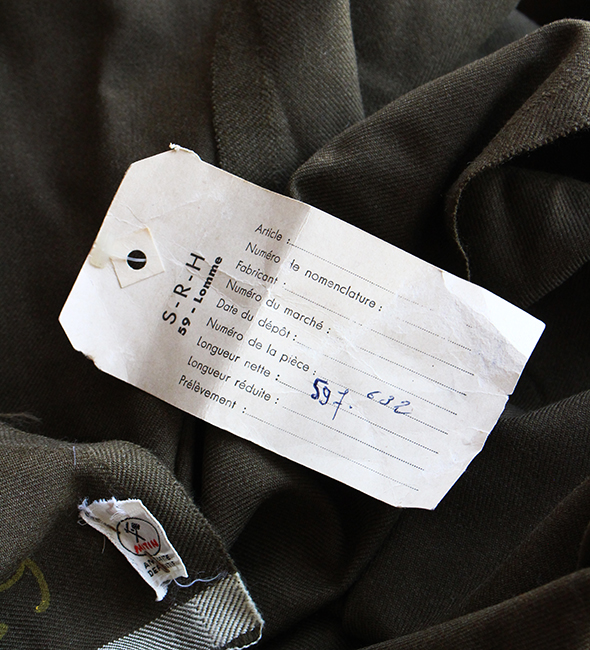 S-R-H
59 - Lomme
Article :
Numéro de nomenclature :
Fabricant :
Numéro du marché :
Date du dépôt :
Numéro de la pièce : 597. 632
Longueur nette :
Longueur réduite :
Prélèvement :
MITIN